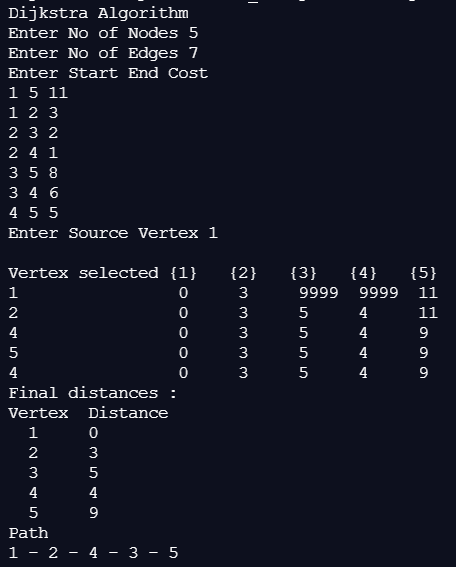 Dijkstra Algorithm
Enter No of Nodes 5
Enter No of Edges 7
Enter Start End Cost
1 5 11
1 2 3
2 3 2
2 4 1
3 5 8
3 4 6
4 5 5
Enter Source Vertex 1
Vertex selected {1} {2} {3} {4} {5}
1 0 3 9999 9999 11
2 0 3 5 4 11
4 0 3 5 4 9
5 0 3 5 4 9
4 0 3 5 4 9
Final distances :
Vertex Distance
1 0
2 3
3 5
4 4
5 9
Path
1 - 2 - 4 - 3 - 5